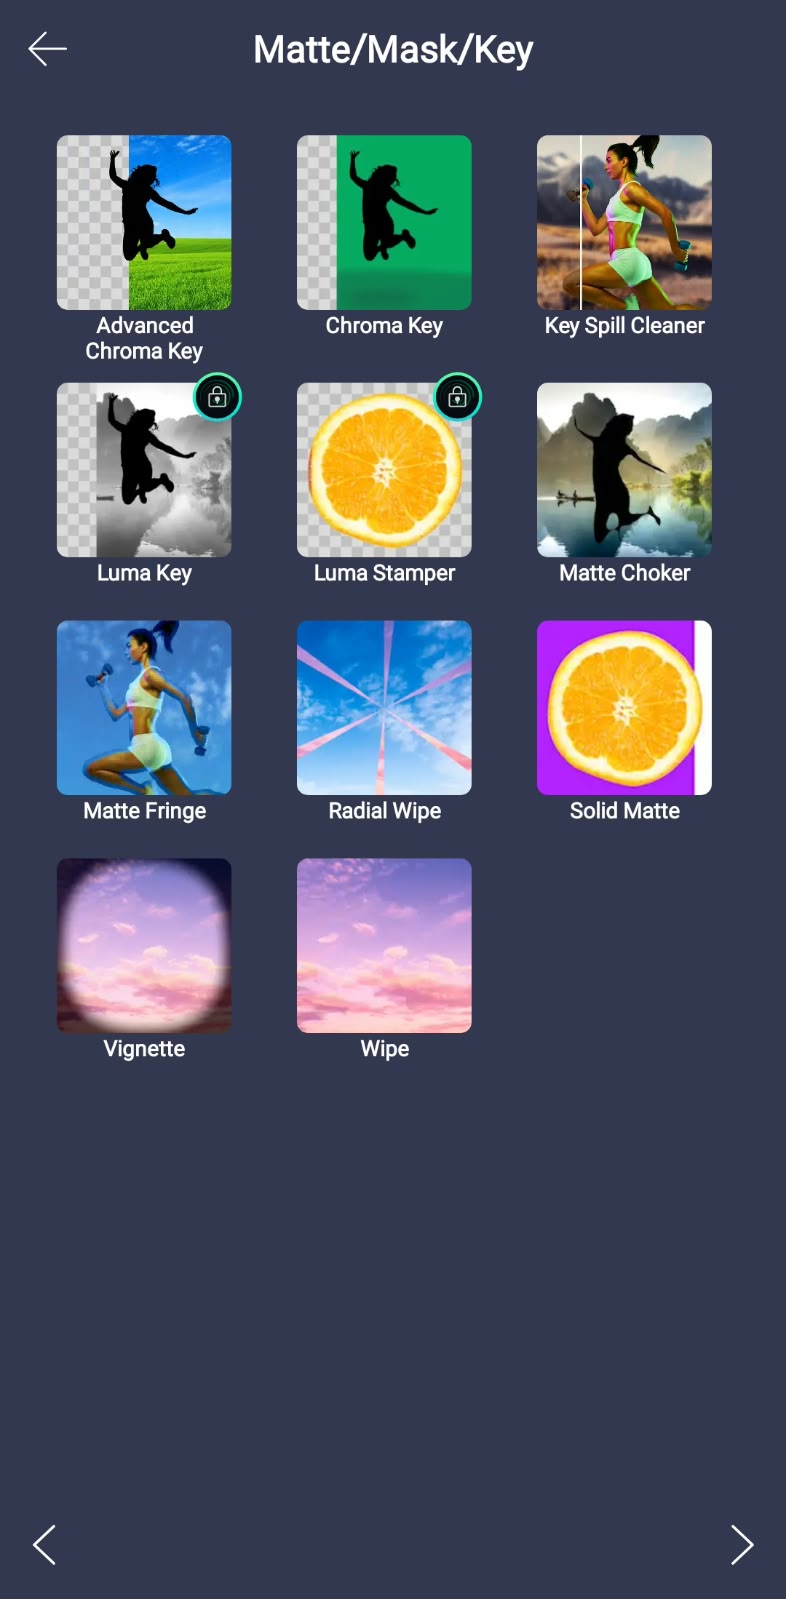 Matte/Mask/Key
Advanced
Chroma Key
Chroma Key
Key Spill Cleaner
Luma Key
Luma Stamper
Matte Choker
Matte Fringe
Radial Wipe
Solid Matte
Vignette
Wipe